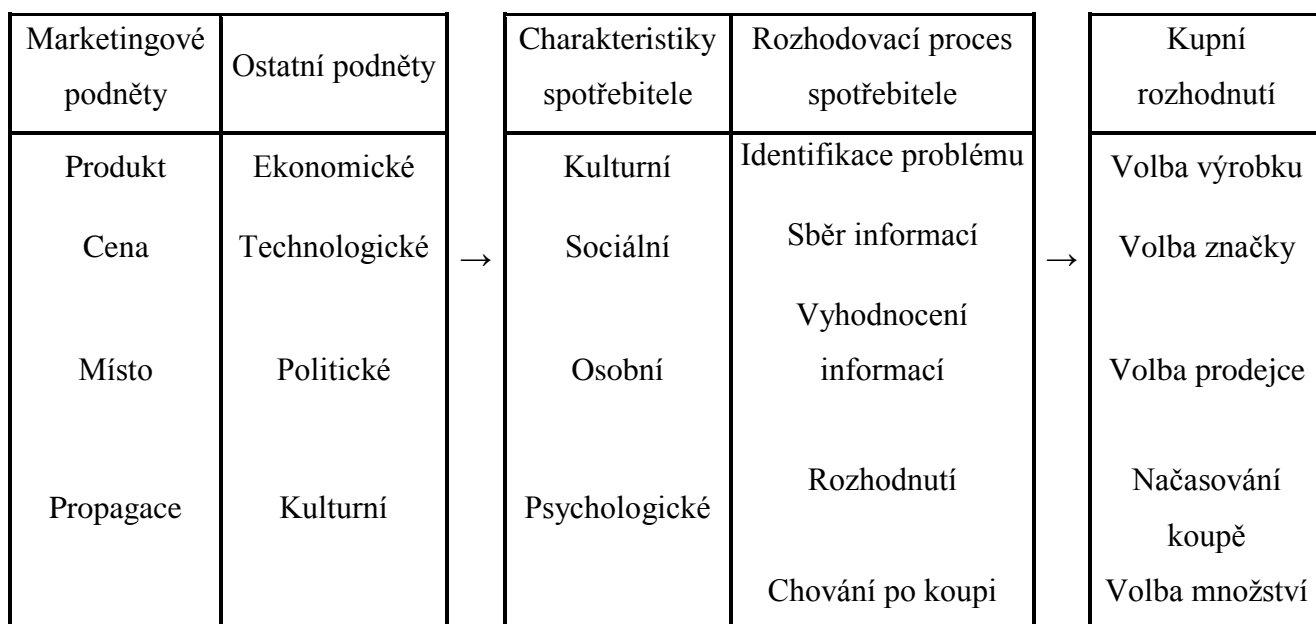 Marketingové
podněty
Ostatní podněty
Charakteristiky
spotřebitele
Rozhodovací proces
spotřebitele
Kupní
rozhodnutí
Produkt
Ekonomické
Kulturní
Identifikace problému
Volba výrobku
Cena
Technologické
→
Sociální
Sběr informací
→
Volba značky
Místo
Politické
Osobní
Vyhodnocení
informací
Volba prodejce
Propagace
Kulturní
Psychologické
Rozhodnutí
Načasování
koupě
Chování po koupi
Volba množství